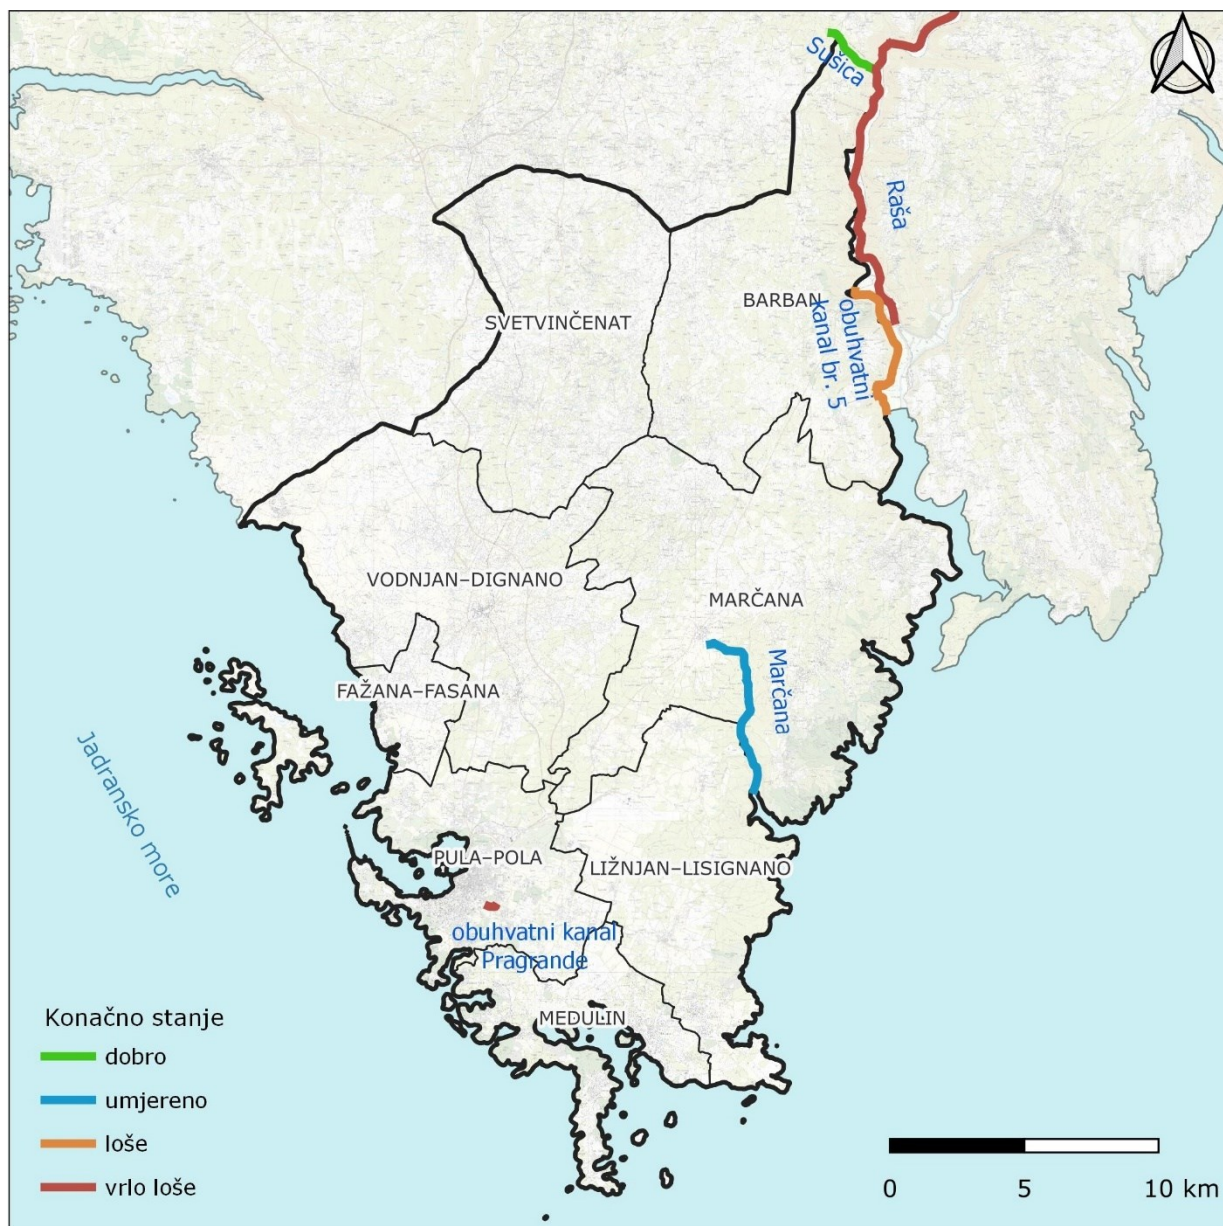 Sušica
Raša
BARBAN
obuhvatni
kanal br. 5
SVETVINČENAT
VODNJAN–DIGNANO
MARČANA
Marčana
FAŽANA–FASANA
Jadransko more
PULA–POLA
LIŽNJAN–LISIGNANO
obuhvatni kanal
Pragrande
MEDULIN
Konačno stanje
dobro
umjereno
loše
vrlo loše
0 5 10 km